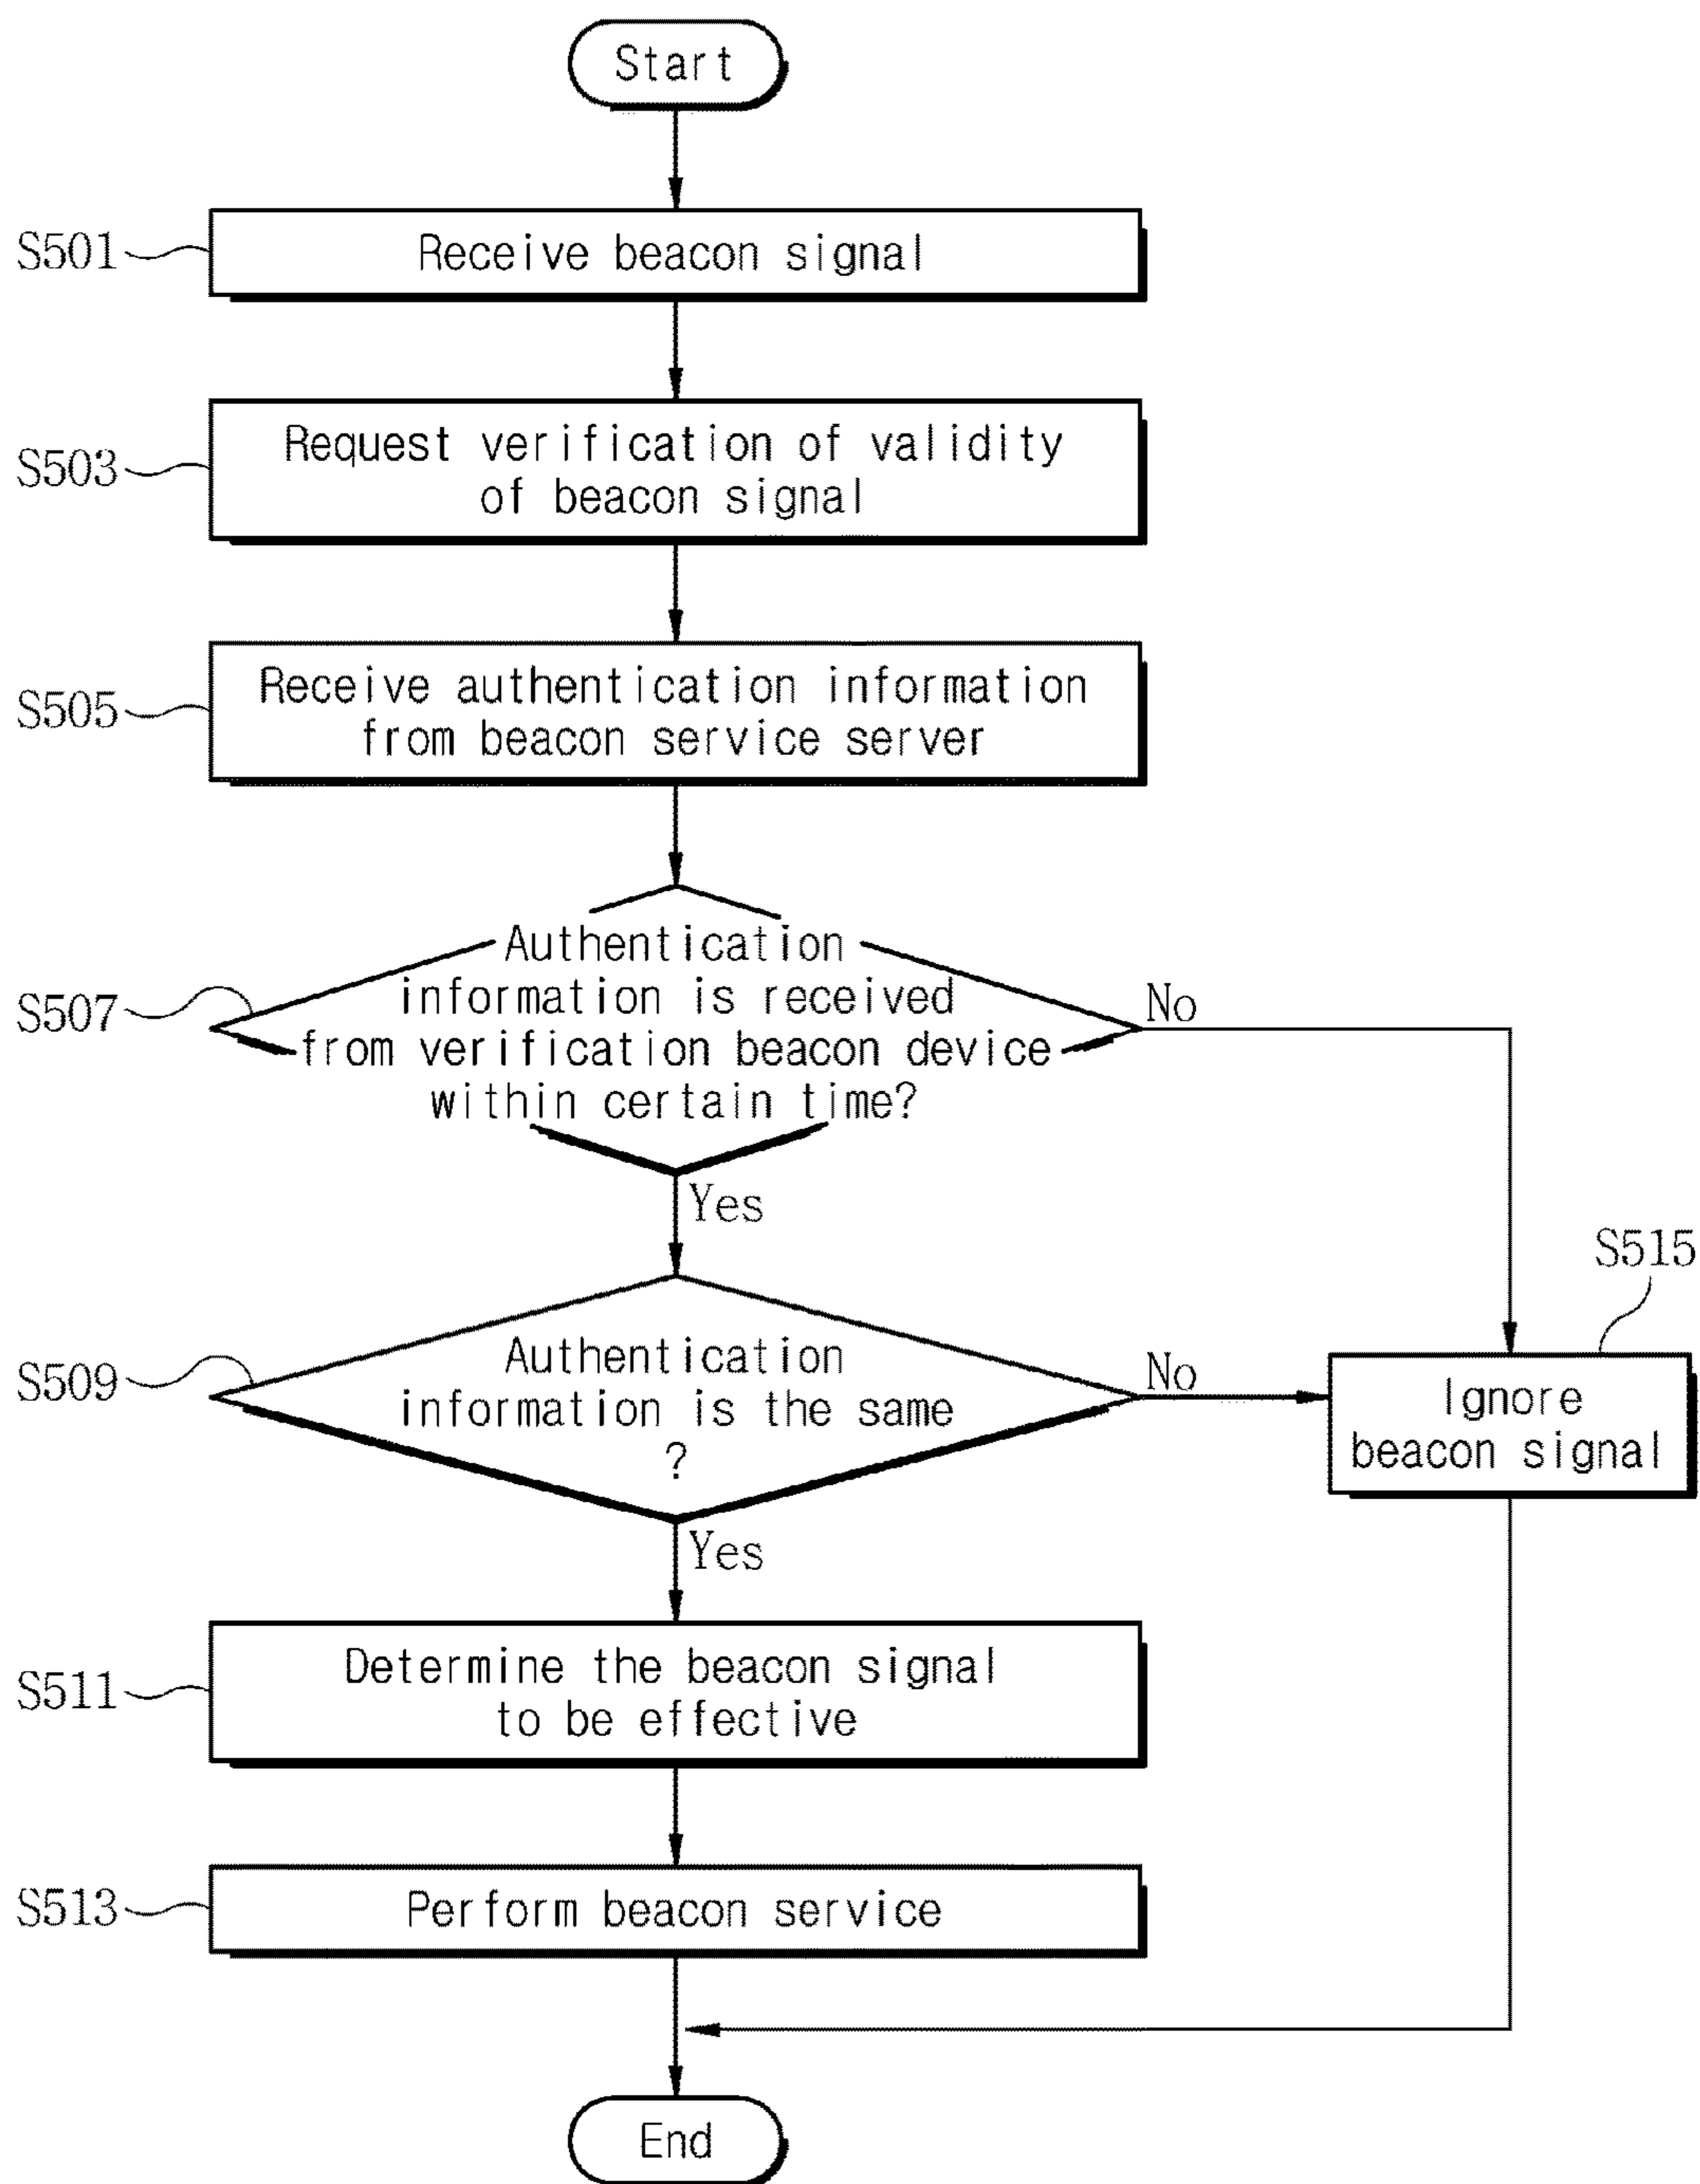 Start
S501
Receive beacon signal
S503
Request verification of validity
of beacon signal
S505
Receive authentication information
from beacon service server
S507
Authentication
information is received
from verification beacon device
within certain time?
No
Yes
S515
S509
Authentication
information is the same
?
No
Ignore
beacon signal
Yes
S511
Determine the beacon signal
to be effective
S513
Perform beacon service
End